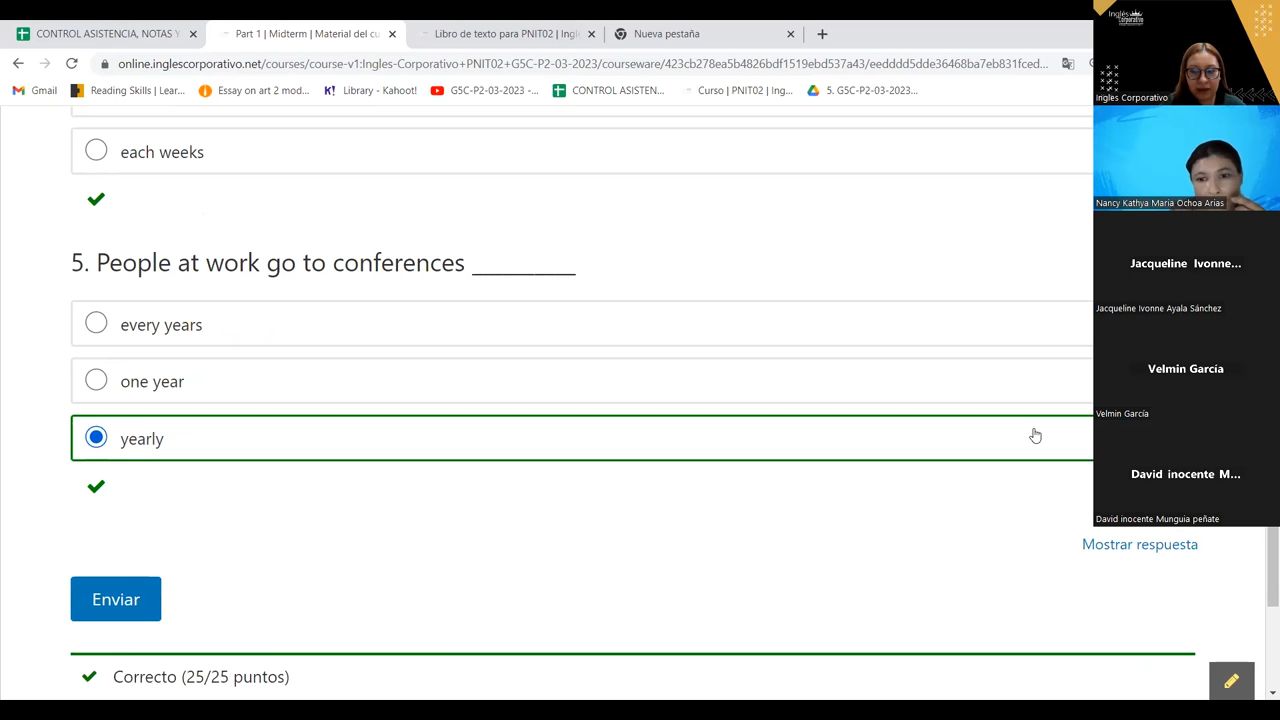 CONTROL ASISTENCIA, NOTAS Y
Part 1 | Midterm | Material del cu
Libro de texto para PNIT02 | Ingl
Nueva pestaña
online.inglescorporativo.net/courses/course-v1:Ingles-Corporativo+PNIT02+G5C-P2-03-2023/courseware/423cb278ea5b4826bdf1519ebd537a43/eedddd5dde36468ba7eb831fced...
Gmail
Reading Skills | Lear...
Essay on art 2 mod...
Library - Kahoot!
G5C-P2-03-2023 -...
CONTROL ASISTEN...
Curso | PNIT02 | Ing...
5. G5C-P2-03-2023...
each weeks
5. People at work go to conferences __________
every years
one year
yearly
Mostrar respuesta
Enviar
Correcto (25/25 puntos)
Inglés
Corporativo
Ingles Corporativo
Nancy Kathya Maria Ochoa Arias
Jacqueline Ivonne...
Jacqueline Ivonne Ayala Sánchez
Velmin García
Velmin García
David inocente M...
David inocente Munguia peñate